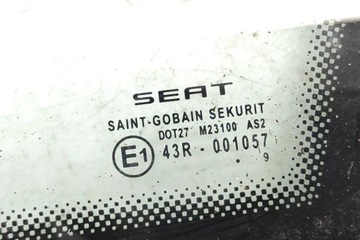 SEAT
SAINT-GOBAIN SEKURIT
DOT27 M23100 AS2
E1 43R - 001057
9